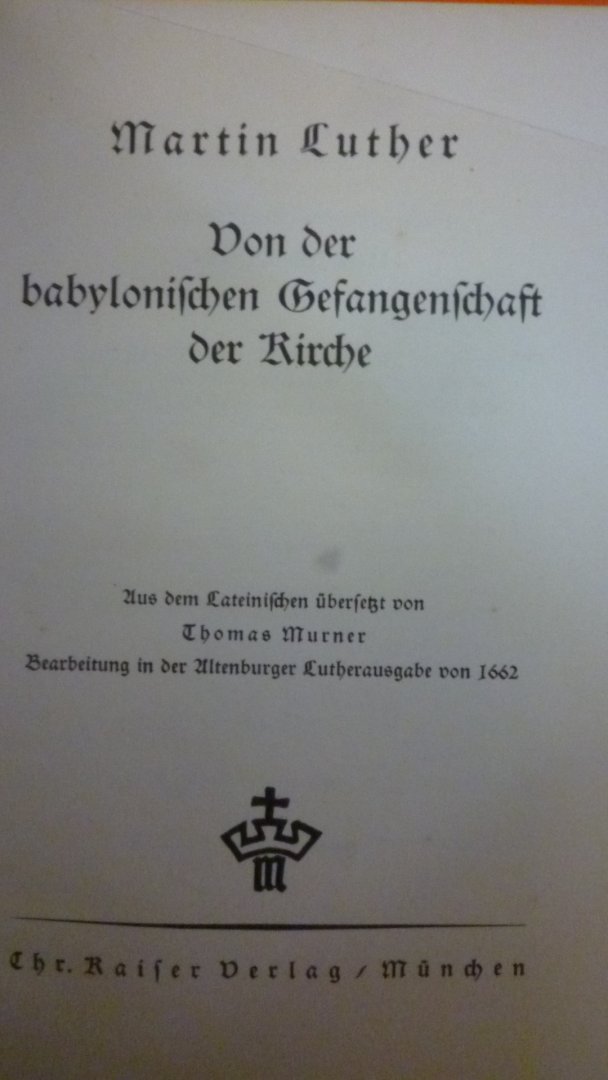 Martin Luther
Von der
babylonischen Gefangenschaft
der Kirche
Aus dem Lateinischen übersetzt von
Thomas Murner
Bearbeitung in der Altenburger Lutherausgabe von 1662
M
Chr. Kaiser Verlag / München